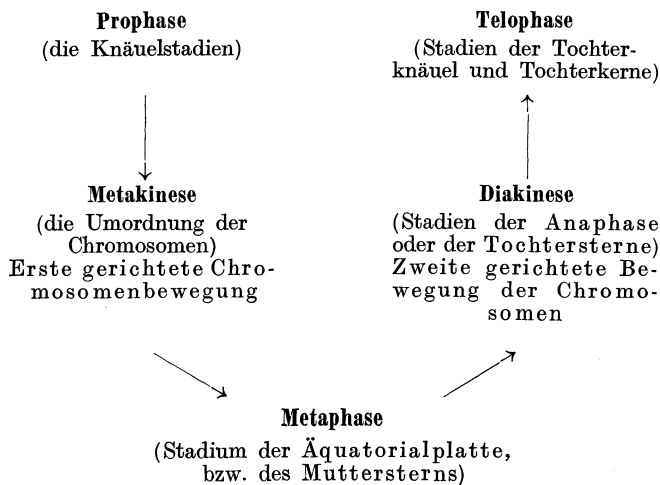 Prophase
(die Knäuelstadien)
Metakinese
(die Umordnung der
Chromosomen)
Erste gerichtete Chro-
mosomenbewegung
Metaphase
(Stadium der Äquatorialplatte,
bzw. des Muttersterns)
Diakinese
(Stadien der Anaphase
oder der Tochtersterne)
Zweite gerichtete Be-
wegung der Chromo-
somen
Telophase
(Stadien der Tochter-
knäuel und Tochterkerne)